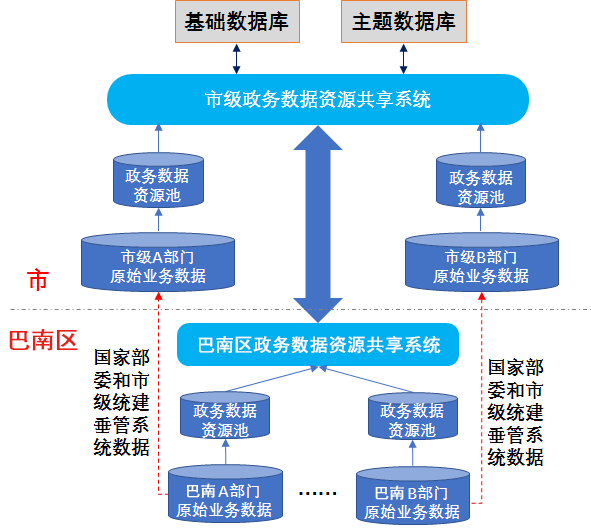 基础数据库
主题数据库
市级政务数据资源共享系统
政务数据
资源池
政务数据
资源池
市级A部门
原始业务数据
市级B部门
原始业务数据
市
巴南区
巴南区政务数据资源共享系统
国家部
委和市
级统建
垂管系
统数据
国家部
委和市
级统建
垂管系
统数据
政务数据
资源池
政务数据
资源池
巴南A部门
原始业务数据
......
巴南B部门
原始业务数据